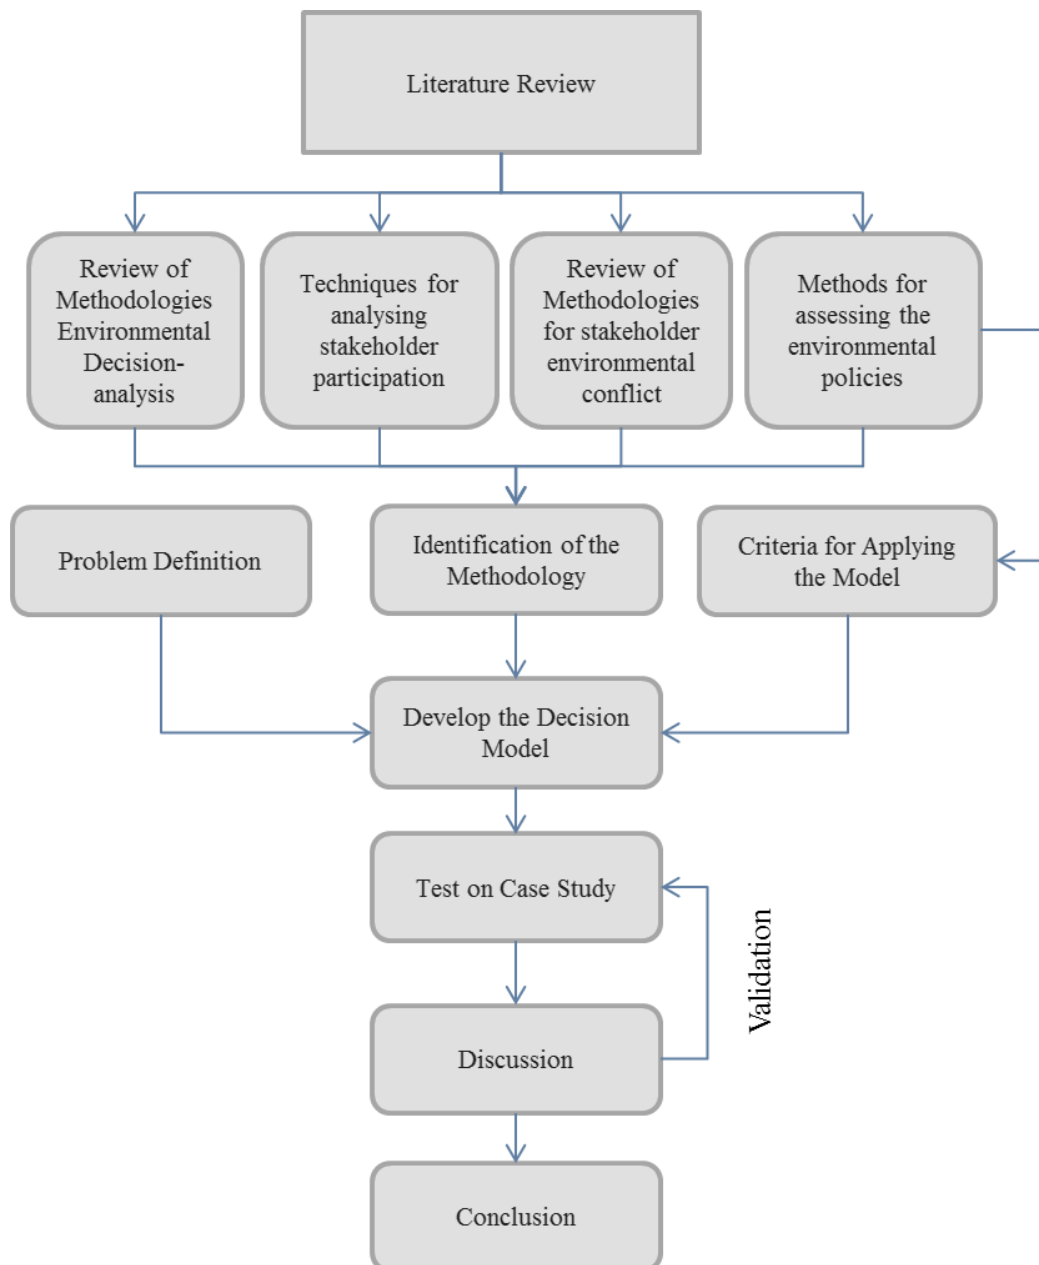 Literature Review
Review of
Methodologies
Environmental
Decision-
analysis
Techniques for
analysing
stakeholder
participation
Review of
Methodologies
for stakeholder
environmental
conflict
Methods for
assessing the
environmental
policies
Problem Definition
Identification of the
Methodology
Criteria for Applying
the Model
Develop the Decision
Model
Test on Case Study
Validation
Discussion
Conclusion